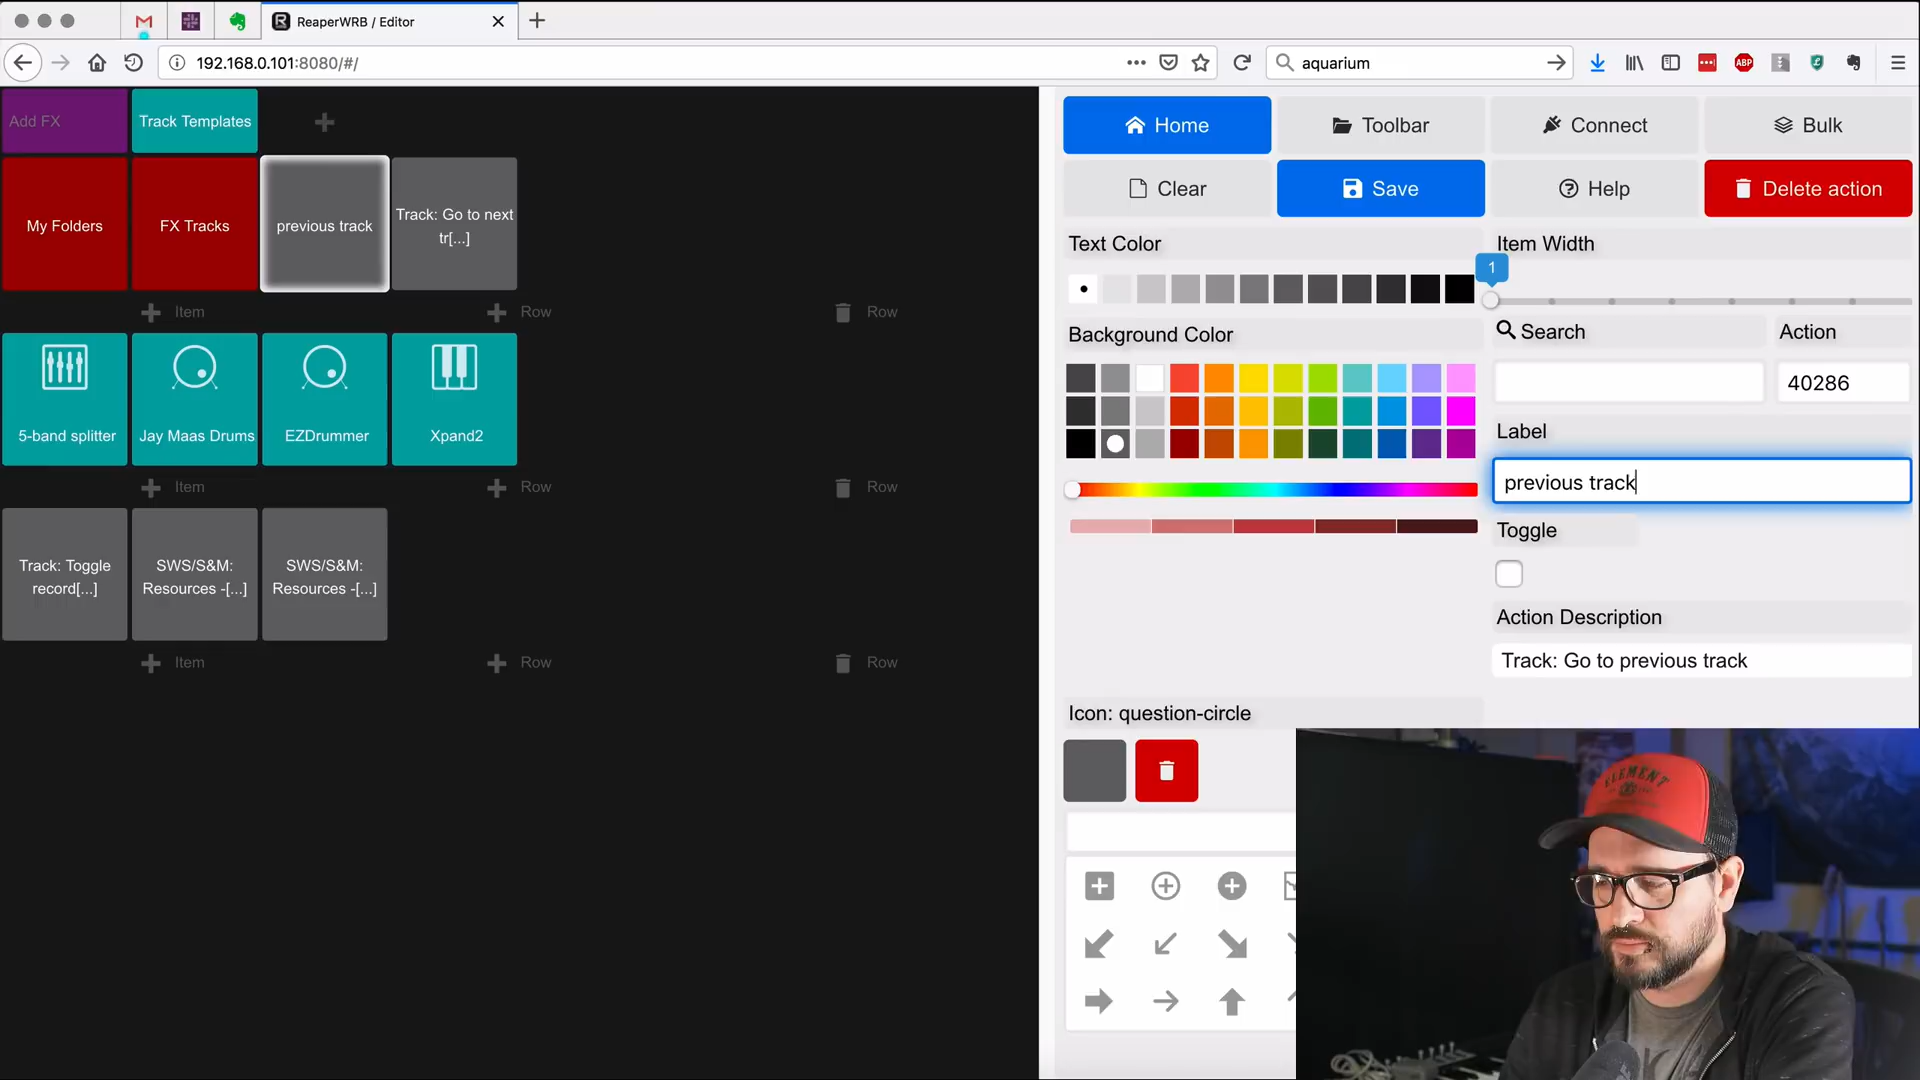 ReaperWRB / Editor
192.168.0.101:8080/#/
aquarium
ABP
Add FX
Track Templates
My Folders
FX Tracks
previous track
Track: Go to next
tr[...]
Item
Row
Row
5-band splitter
Jay Maas Drums
EZDrummer
Xpand2
Item
Row
Row
Track: Toggle
record[...]
SWS/S&M:
Resources -[...]
SWS/S&M:
Resources -[...]
Item
Row
Row
Home
Toolbar
Connect
Bulk
Clear
Save
Help
Delete action
Text Color
Item Width
1
Background Color
Search
Action
40286
Label
previous track
Toggle
Action Description
Track: Go to previous track
Icon: question-circle
ELEMENT